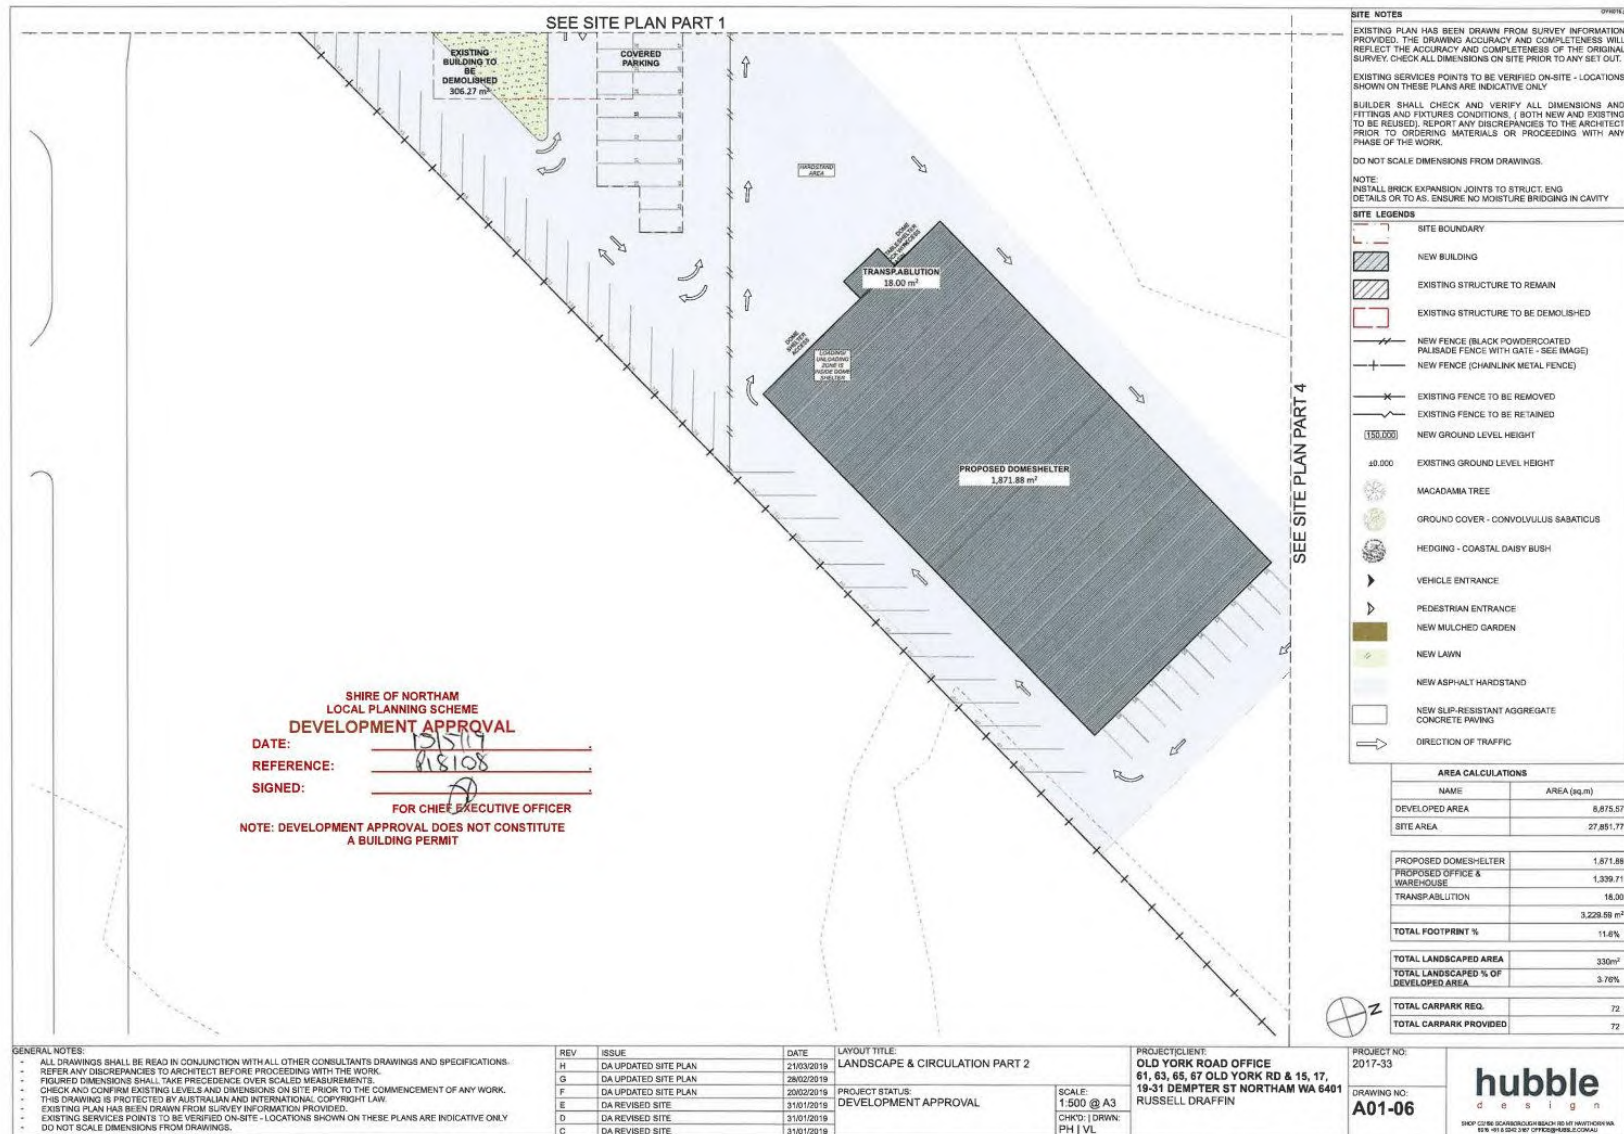 SEE SITE PLAN PART 1
EXISTING
BUILDING TO
BE
DEMOLISHED
306.27 m²
COVERED
PARKING
HARDSTAND
AREA
TRANSP.ABLUTION
18.00 m²
DOME
SHELTER
ACCESS
LOADING/
UNLOADING
ZONE IS
INSIDE DOME
SHELTER
PROPOSED DOMESHELTER
1,871.88 m²
SEE SITE PLAN PART 4
SHIRE OF NORTHAM
LOCAL PLANNING SCHEME
DEVELOPMENT APPROVAL
DATE:
REFERENCE: P18108
SIGNED:
FOR CHIEF EXECUTIVE OFFICER
NOTE: DEVELOPMENT APPROVAL DOES NOT CONSTITUTE
A BUILDING PERMIT
SITE NOTES
EXISTING PLAN HAS BEEN DRAWN FROM SURVEY INFORMATION
PROVIDED. THE DRAWING ACCURACY AND COMPLETENESS WILL
REFLECT THE ACCURACY AND COMPLETENESS OF THE ORIGINAL
SURVEY. CHECK ALL DIMENSIONS ON SITE PRIOR TO ANY SET OUT.
EXISTING SERVICES POINTS TO BE VERIFIED ON-SITE - LOCATIONS
SHOWN ON THESE PLANS ARE INDICATIVE ONLY
BUILDER SHALL CHECK AND VERIFY ALL DIMENSIONS AND
FITTINGS AND FIXTURES CONDITIONS, ( BOTH NEW AND EXISTING
TO BE REUSED). REPORT ANY DISCREPANCIES TO THE ARCHITECT
PRIOR TO ORDERING MATERIALS OR PROCEEDING WITH ANY
PHASE OF THE WORK.
DO NOT SCALE DIMENSIONS FROM DRAWINGS.
NOTE:
INSTALL BRICK EXPANSION JOINTS TO STRUCT. ENG
DETAILS OR TO AS. ENSURE NO MOISTURE BRIDGING IN CAVITY
SITE LEGENDS
SITE BOUNDARY
NEW BUILDING
EXISTING STRUCTURE TO REMAIN
EXISTING STRUCTURE TO BE DEMOLISHED
NEW FENCE (BLACK POWDERCOATED
PALISADE FENCE WITH GATE - SEE IMAGE)
NEW FENCE (CHAINLINK METAL FENCE)
EXISTING FENCE TO BE REMOVED
EXISTING FENCE TO BE RETAINED
150.000 NEW GROUND LEVEL HEIGHT
±0.000 EXISTING GROUND LEVEL HEIGHT
MACADAMIA TREE
GROUND COVER - CONVOLVULUS SABATICUS
HEDGING - COASTAL DAISY BUSH
VEHICLE ENTRANCE
PEDESTRIAN ENTRANCE
NEW MULCHED GARDEN
NEW LAWN
NEW ASPHALT HARDSTAND
NEW SLIP-RESISTANT AGGREGATE
CONCRETE PAVING
DIRECTION OF TRAFFIC
AREA CALCULATIONS
NAME AREA (sq.m)
DEVELOPED AREA
SITE AREA 27,851.77
PROPOSED DOMESHELTER 1,871.88
PROPOSED OFFICE &
WAREHOUSE 1,339.71
TRANSP.ABLUTION 18.00
3,229.59 m²
TOTAL FOOTPRINT % 11.6%
TOTAL LANDSCAPED AREA 330m²
TOTAL LANDSCAPED % OF
DEVELOPED AREA 3.76%
TOTAL CARPARK REQ. 72
TOTAL CARPARK PROVIDED 72
N
GENERAL NOTES:
- ALL DRAWINGS SHALL BE READ IN CONJUNCTION WITH ALL OTHER CONSULTANTS DRAWINGS AND SPECIFICATIONS.
- REFER ANY DISCREPANCIES TO ARCHITECT BEFORE PROCEEDING WITH THE WORK.
- FIGURED DIMENSIONS SHALL TAKE PRECEDENCE OVER SCALED MEASUREMENTS.
- CHECK AND CONFIRM EXISTING LEVELS AND DIMENSIONS ON SITE PRIOR TO THE COMMENCEMENT OF ANY WORK.
- THIS DRAWING IS PROTECTED BY AUSTRALIAN AND INTERNATIONAL COPYRIGHT LAW.
- EXISTING PLAN HAS BEEN DRAWN FROM SURVEY INFORMATION PROVIDED.
- EXISTING SERVICES POINTS TO BE VERIFIED ON-SITE - LOCATIONS SHOWN ON THESE PLANS ARE INDICATIVE ONLY
- DO NOT SCALE DIMENSIONS FROM DRAWINGS.
REV ISSUE DATE
H DA UPDATED SITE PLAN 21/03/2019
G DA UPDATED SITE PLAN 28/02/2019
F DA UPDATED SITE PLAN 20/02/2019
E DA REVISED SITE 31/01/2019
D DA REVISED SITE 31/01/2019
C DA REVISED SITE 31/01/2019
LAYOUT TITLE:
LANDSCAPE & CIRCULATION PART 2
PROJECT STATUS:
DEVELOPMENT APPROVAL
SCALE:
1:500 @ A3
CHK'D: | DRWN:
PH | VL
PROJECT|CLIENT:
OLD YORK ROAD OFFICE
61, 63, 65, 67 OLD YORK RD & 15, 17,
19-31 DEMPTER ST NORTHAM WA 6401
RUSSELL DRAFFIN
PROJECT NO:
2017-33
DRAWING NO:
A01-06
hubble
design